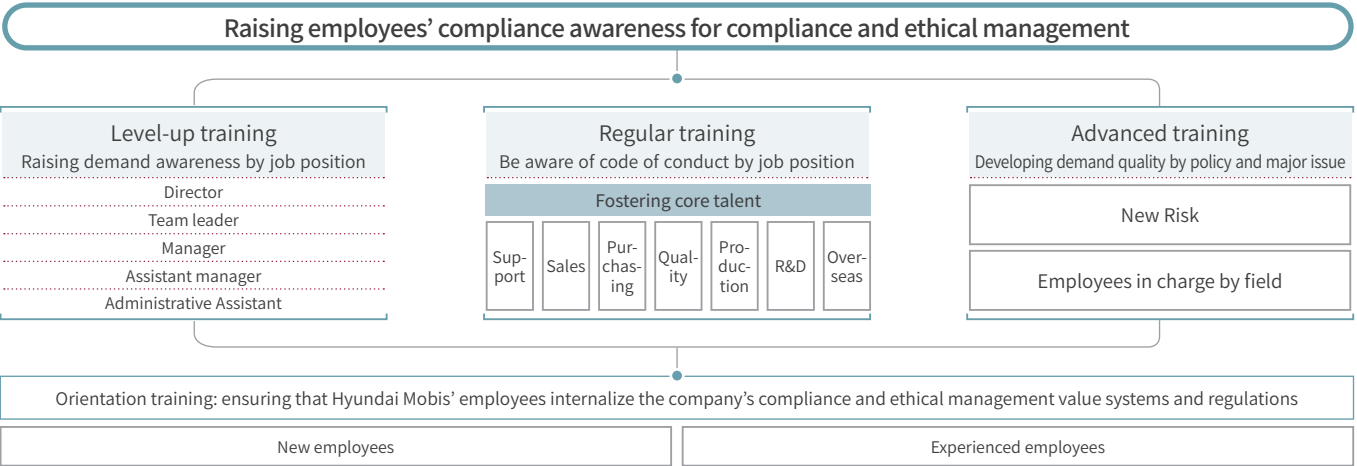 Raising employees’ compliance awareness for compliance and ethical management
Level-up training
Raising demand awareness by job position
Director
Team leader
Manager
Assistant manager
Administrative Assistant
Regular training
Be aware of code of conduct by job position
Fostering core talent
Sup-
port
Sales
Pur-
chas-
ing
Qual-
ity
Pro-
duc-
tion
R&D
Over-
seas
Advanced training
Developing demand quality by policy and major issue
New Risk
Employees in charge by field
Orientation training: ensuring that Hyundai Mobis’ employees internalize the company’s compliance and ethical management value systems and regulations
New employees
Experienced employees